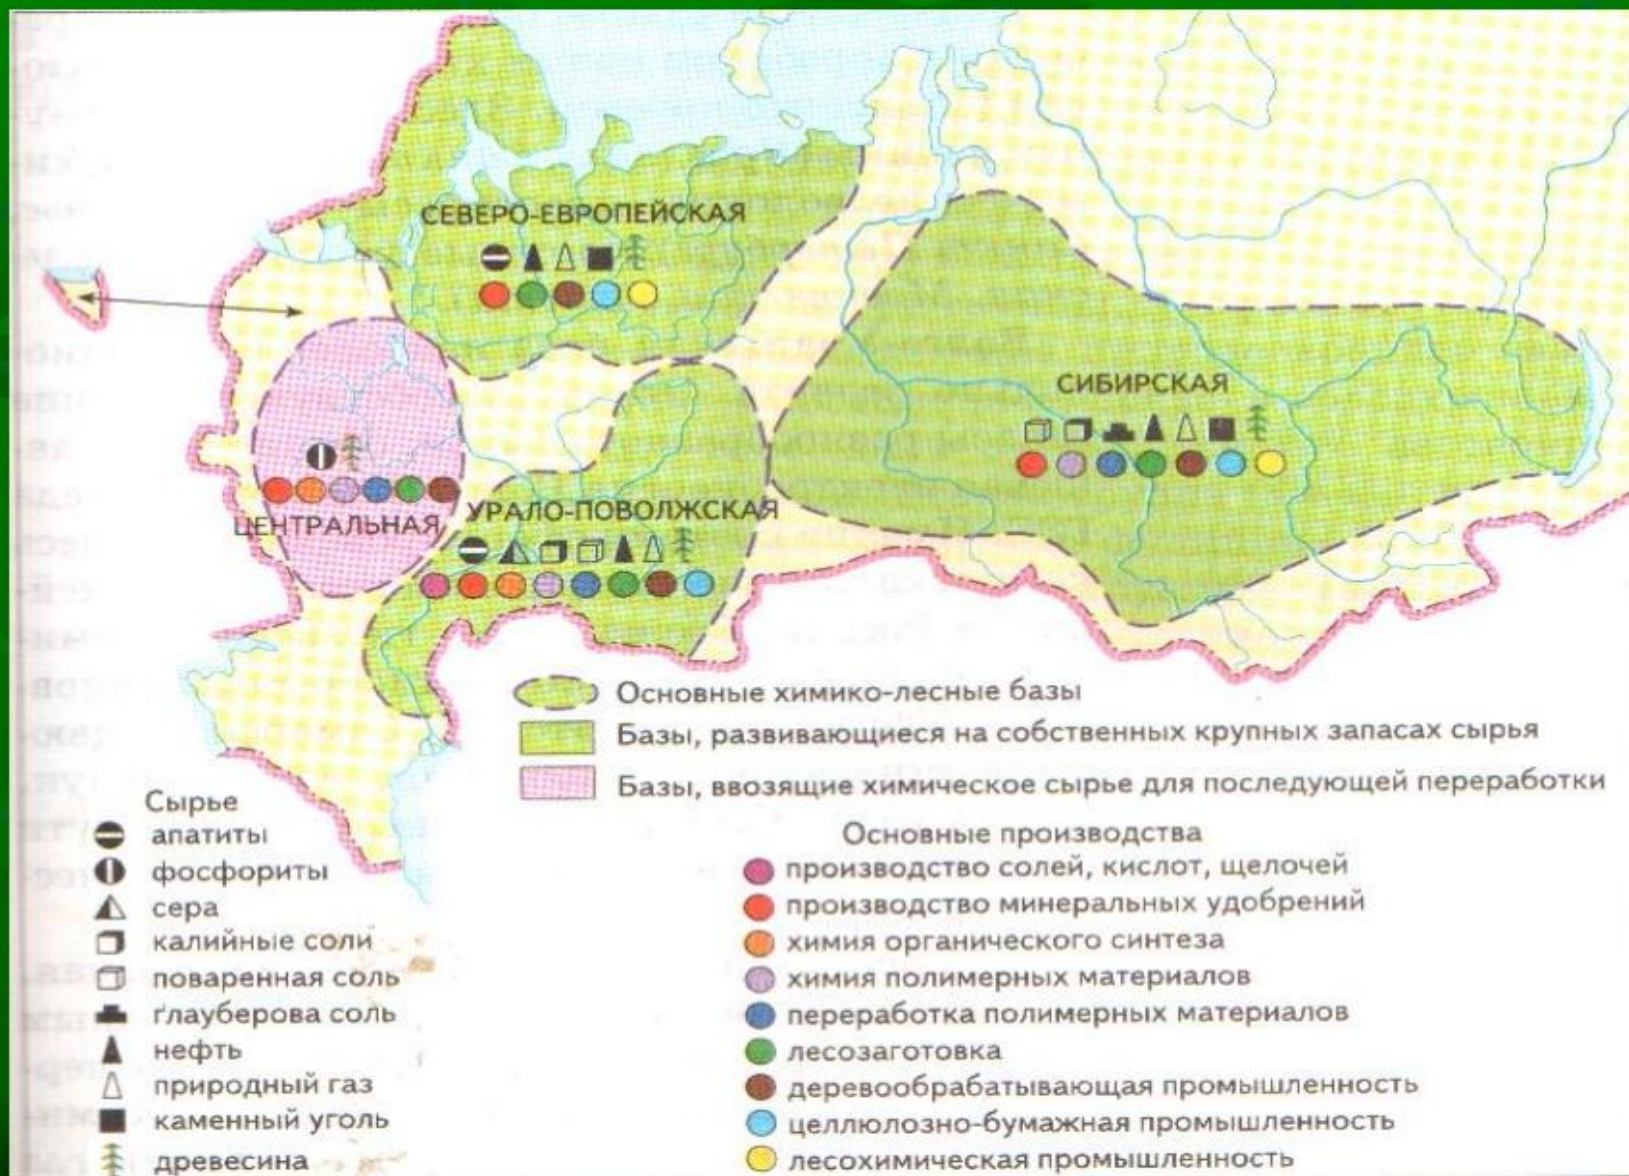 СЕВЕРО-ЕВРОПЕЙСКАЯ
СИБИРСКАЯ
ЦЕНТРАЛЬНАЯ
УРАЛО-ПОВОЛЖСКАЯ
Основные химико-лесные базы
Базы, развивающиеся на собственных крупных запасах сырья
Базы, ввозящие химическое сырье для последующей переработки
Сырье
апатиты
фосфориты
сера
калийные соли
поваренная соль
глауберова соль
нефть
природный газ
каменный уголь
древесина
Основные производства
производство солей, кислот, щелочей
производство минеральных удобрений
химия органического синтеза
химия полимерных материалов
переработка полимерных материалов
лесозаготовка
деревообрабатывающая промышленность
целлюлозно-бумажная промышленность
лесохимическая промышленность